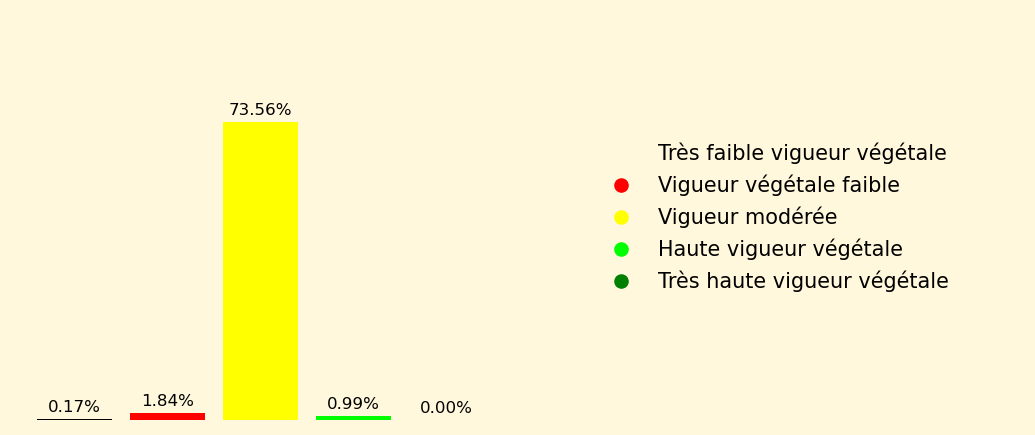 73.56%
0.17%
1.84%
0.99%
0.00%
Très faible vigueur végétale
Vigueur végétale faible
Vigueur modérée
Haute vigueur végétale
Très haute vigueur végétale